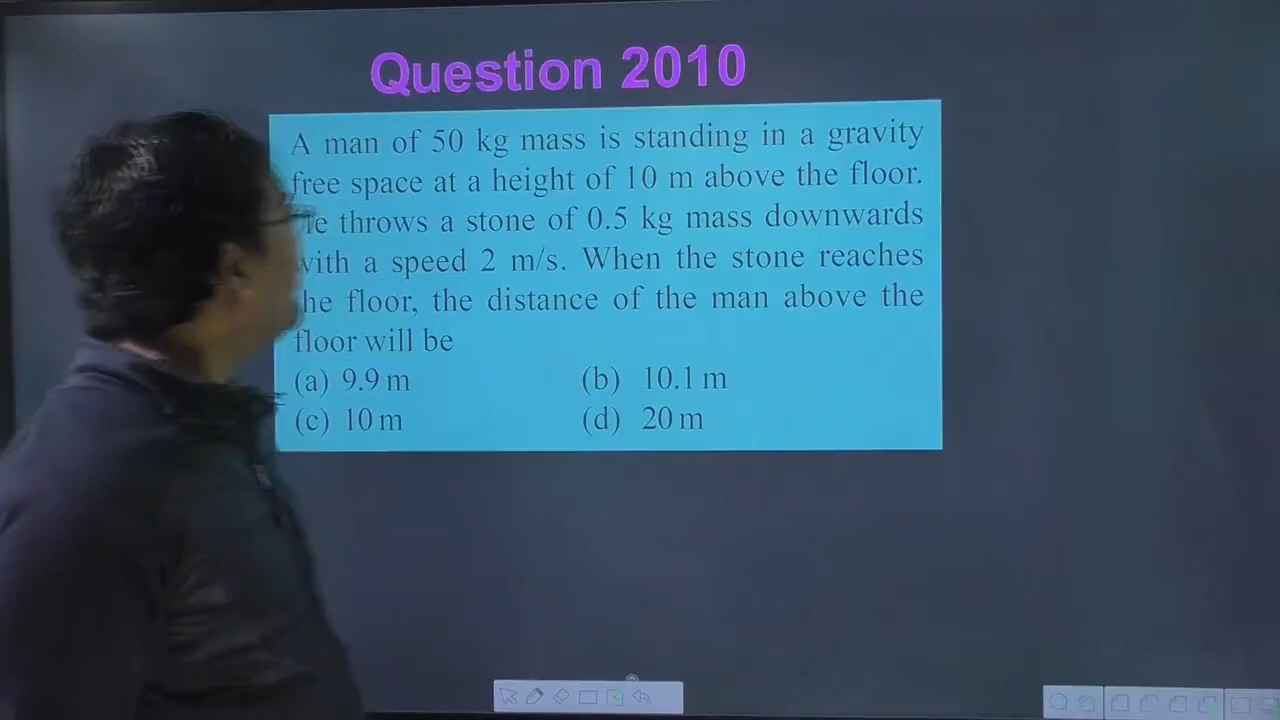 Question 2010
A man of 50 kg mass is standing in a gravity
free space at a height of 10 m above the floor.
throws a stone of 0.5 kg mass downwards
with a speed 2 m/s. When the stone reaches
the floor, the distance of the man above the
floor will be
(a) 9.9 m (b) 10.1 m
(c) 10 m (d) 20 m